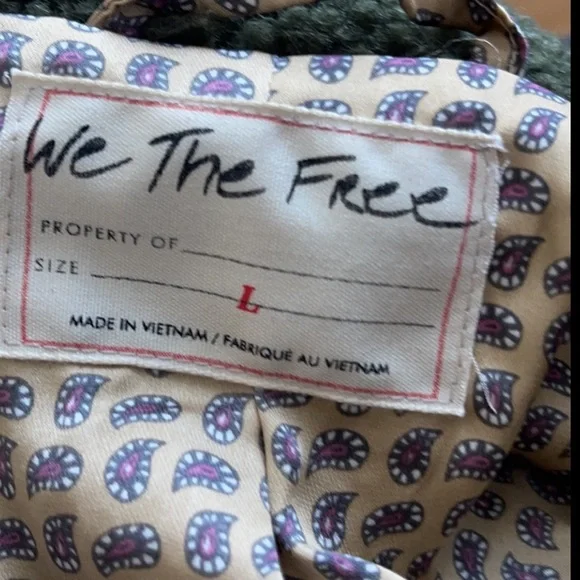 We The Free
PROPERTY OF
SIZE L
MADE IN VIETNAM / FABRIQUÉ AU VIETNAM